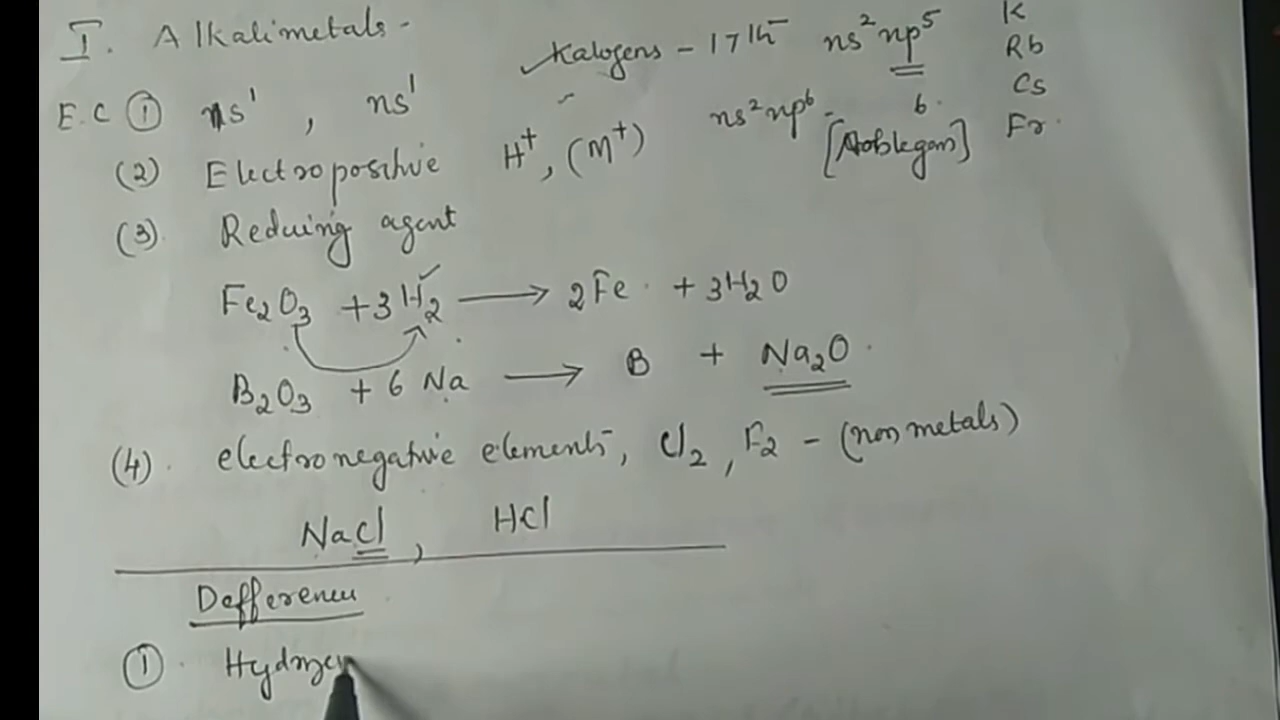 I. Alkalimetals -
Halogens - 17th ns²np⁵
K
Rb
Cs
Fr.
E.C ① ns¹ , ns¹
ns²np⁶ - 6.
[Noblegas]
(2) Electropositive H⁺, (M⁺)
(3) Reducing agent
Fe₂O₃ + 3H₂ ⟶ 2Fe + 3H₂O
B₂O₃ + 6 Na ⟶ B + Na₂O
(4). electronegative elements, Cl₂, F₂ - (non metals)
NaCl , HCl
Defference
①. Hydroge